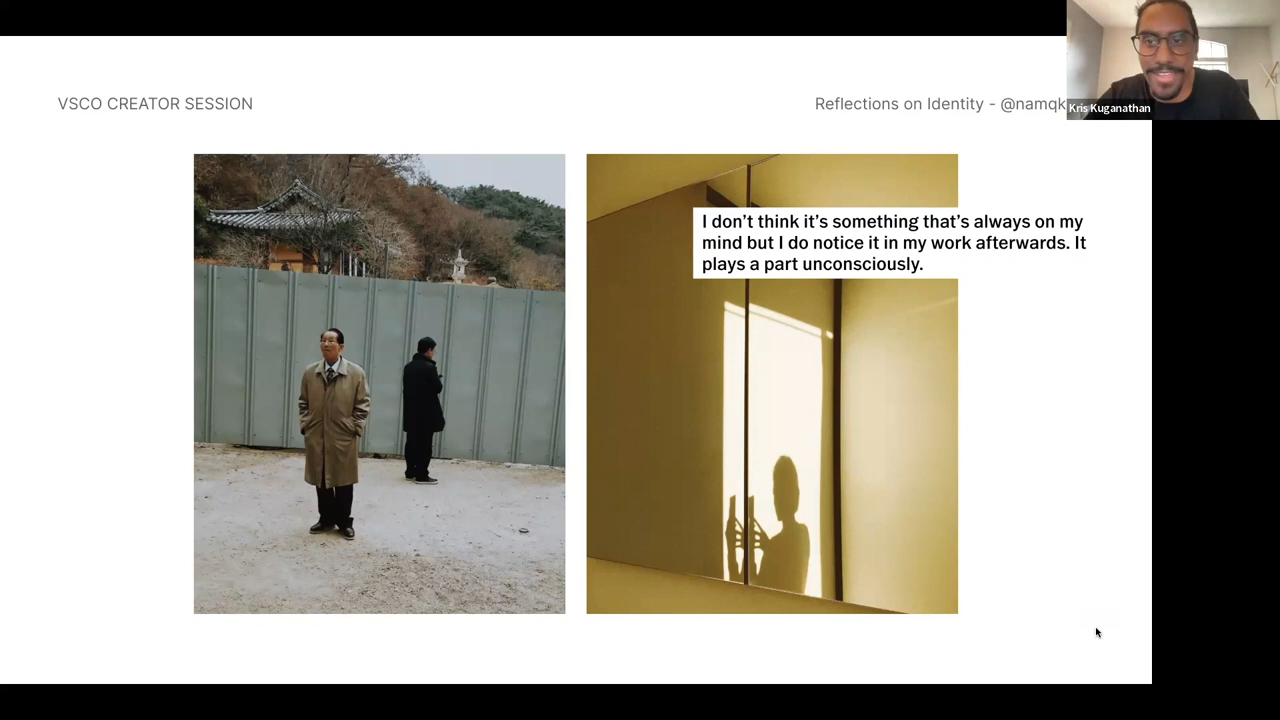 VSCO CREATOR SESSION
Reflections on Identity - @namqk
Kris Kuganathan
I don’t think it’s something that’s always on my
mind but I do notice it in my work afterwards. It
plays a part unconsciously.